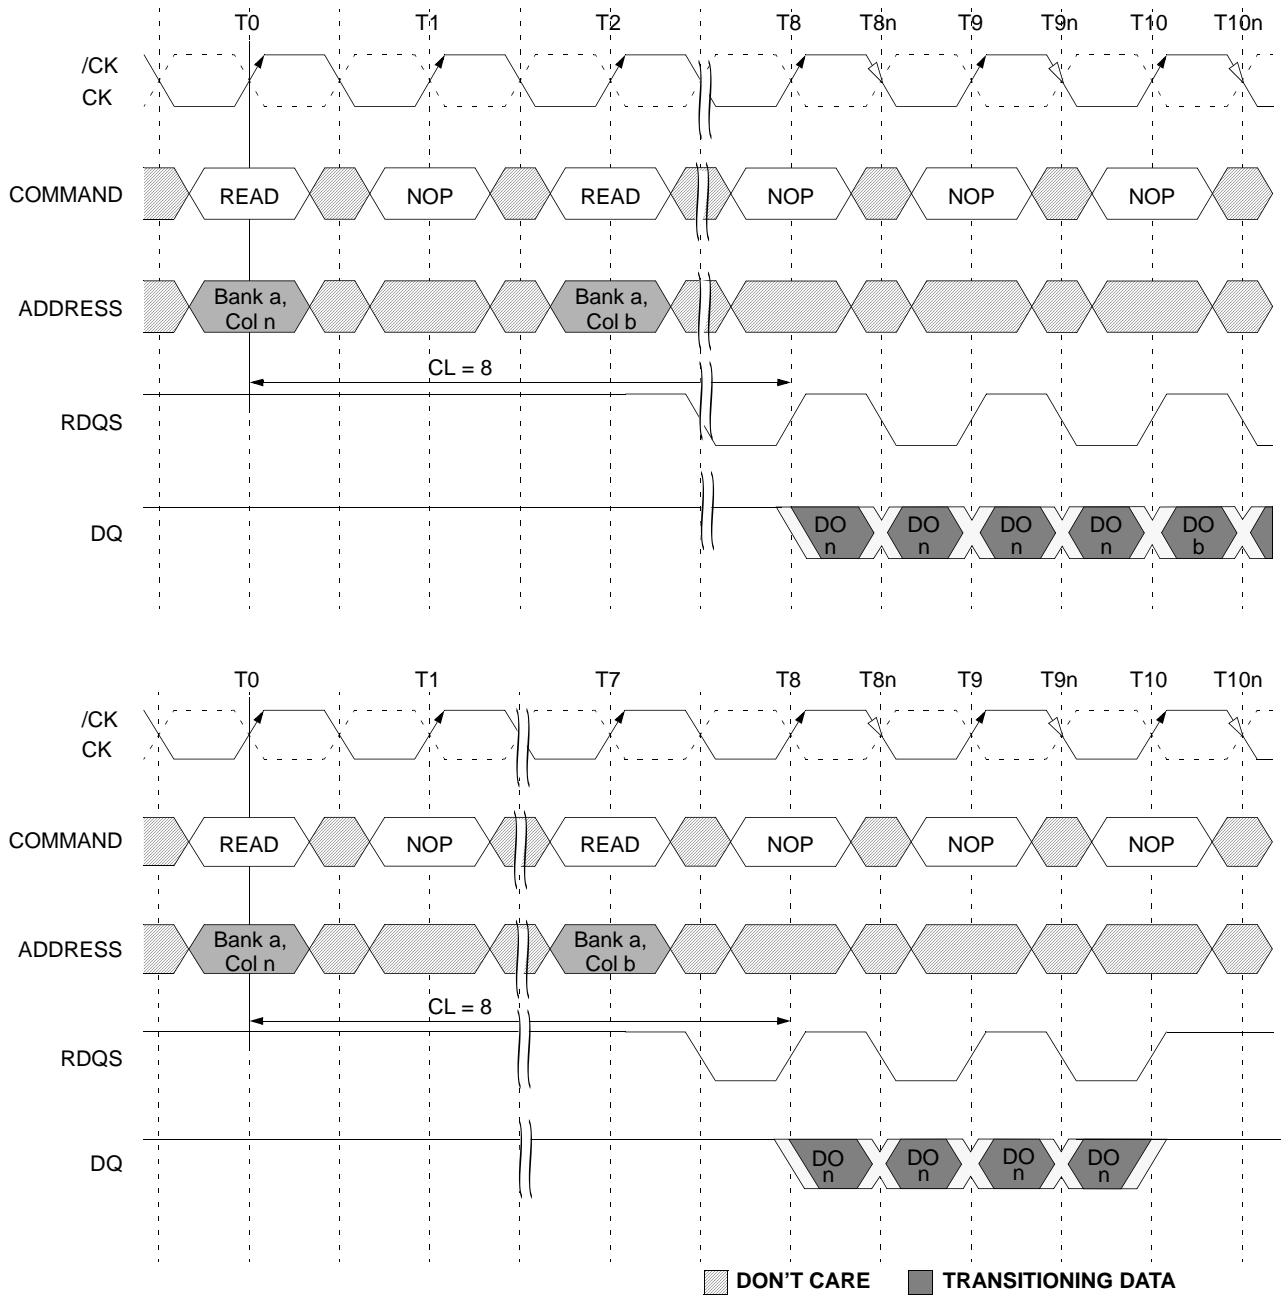 T0 T1 T2 T8 T8n T9 T9n T10 T10n
/CK
CK
COMMAND READ NOP READ NOP NOP NOP
ADDRESS Bank a, Bank a,
Col n Col b
CL = 8
RDQS
DQ DO DO DO DO DO
n n n n b
T0 T1 T7 T8 T8n T9 T9n T10 T10n
/CK
CK
COMMAND READ NOP READ NOP NOP NOP
ADDRESS Bank a, Bank a,
Col n Col b
CL = 8
RDQS
DQ DO DO DO DO
n n n n
DON'T CARE TRANSITIONING DATA